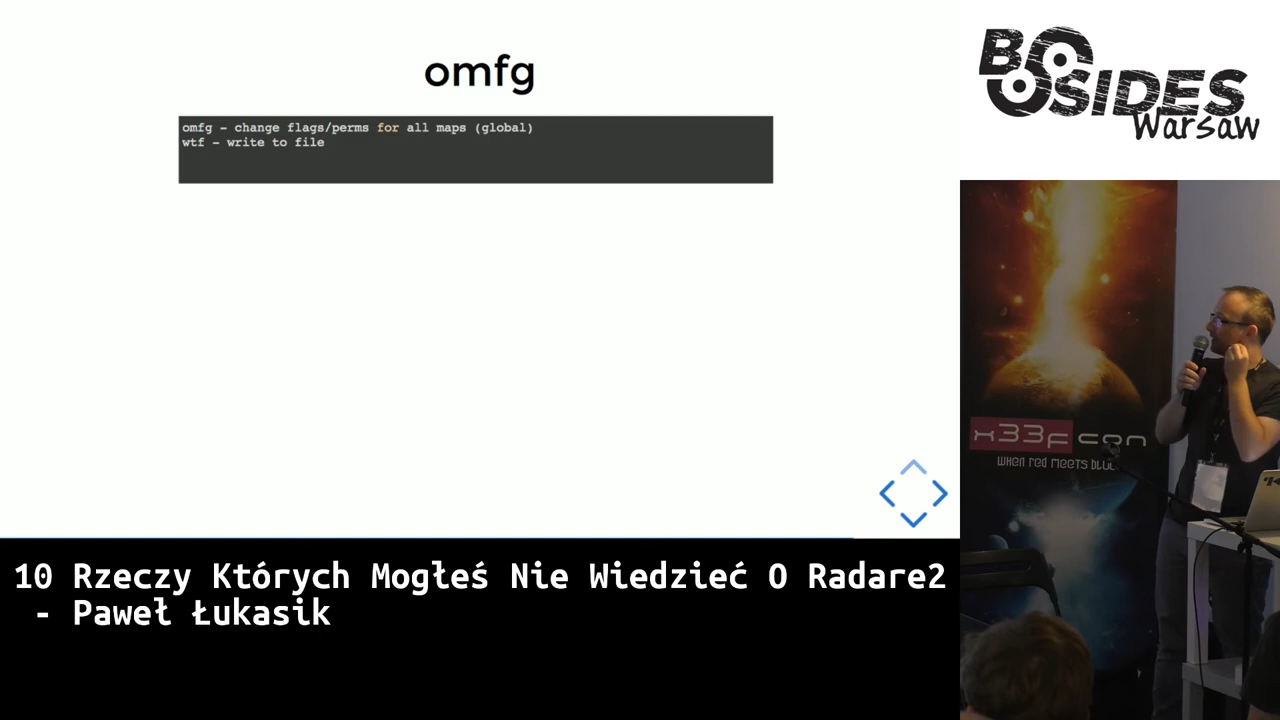 omfg
omfg – change flags/perms for all maps (global)
wtf – write to file
BSIDES
Warsaw
x33fcon
when red meets blue
10 Rzeczy Których Mogłeś Nie Wiedzieć O Radare2
- Paweł Łukasik